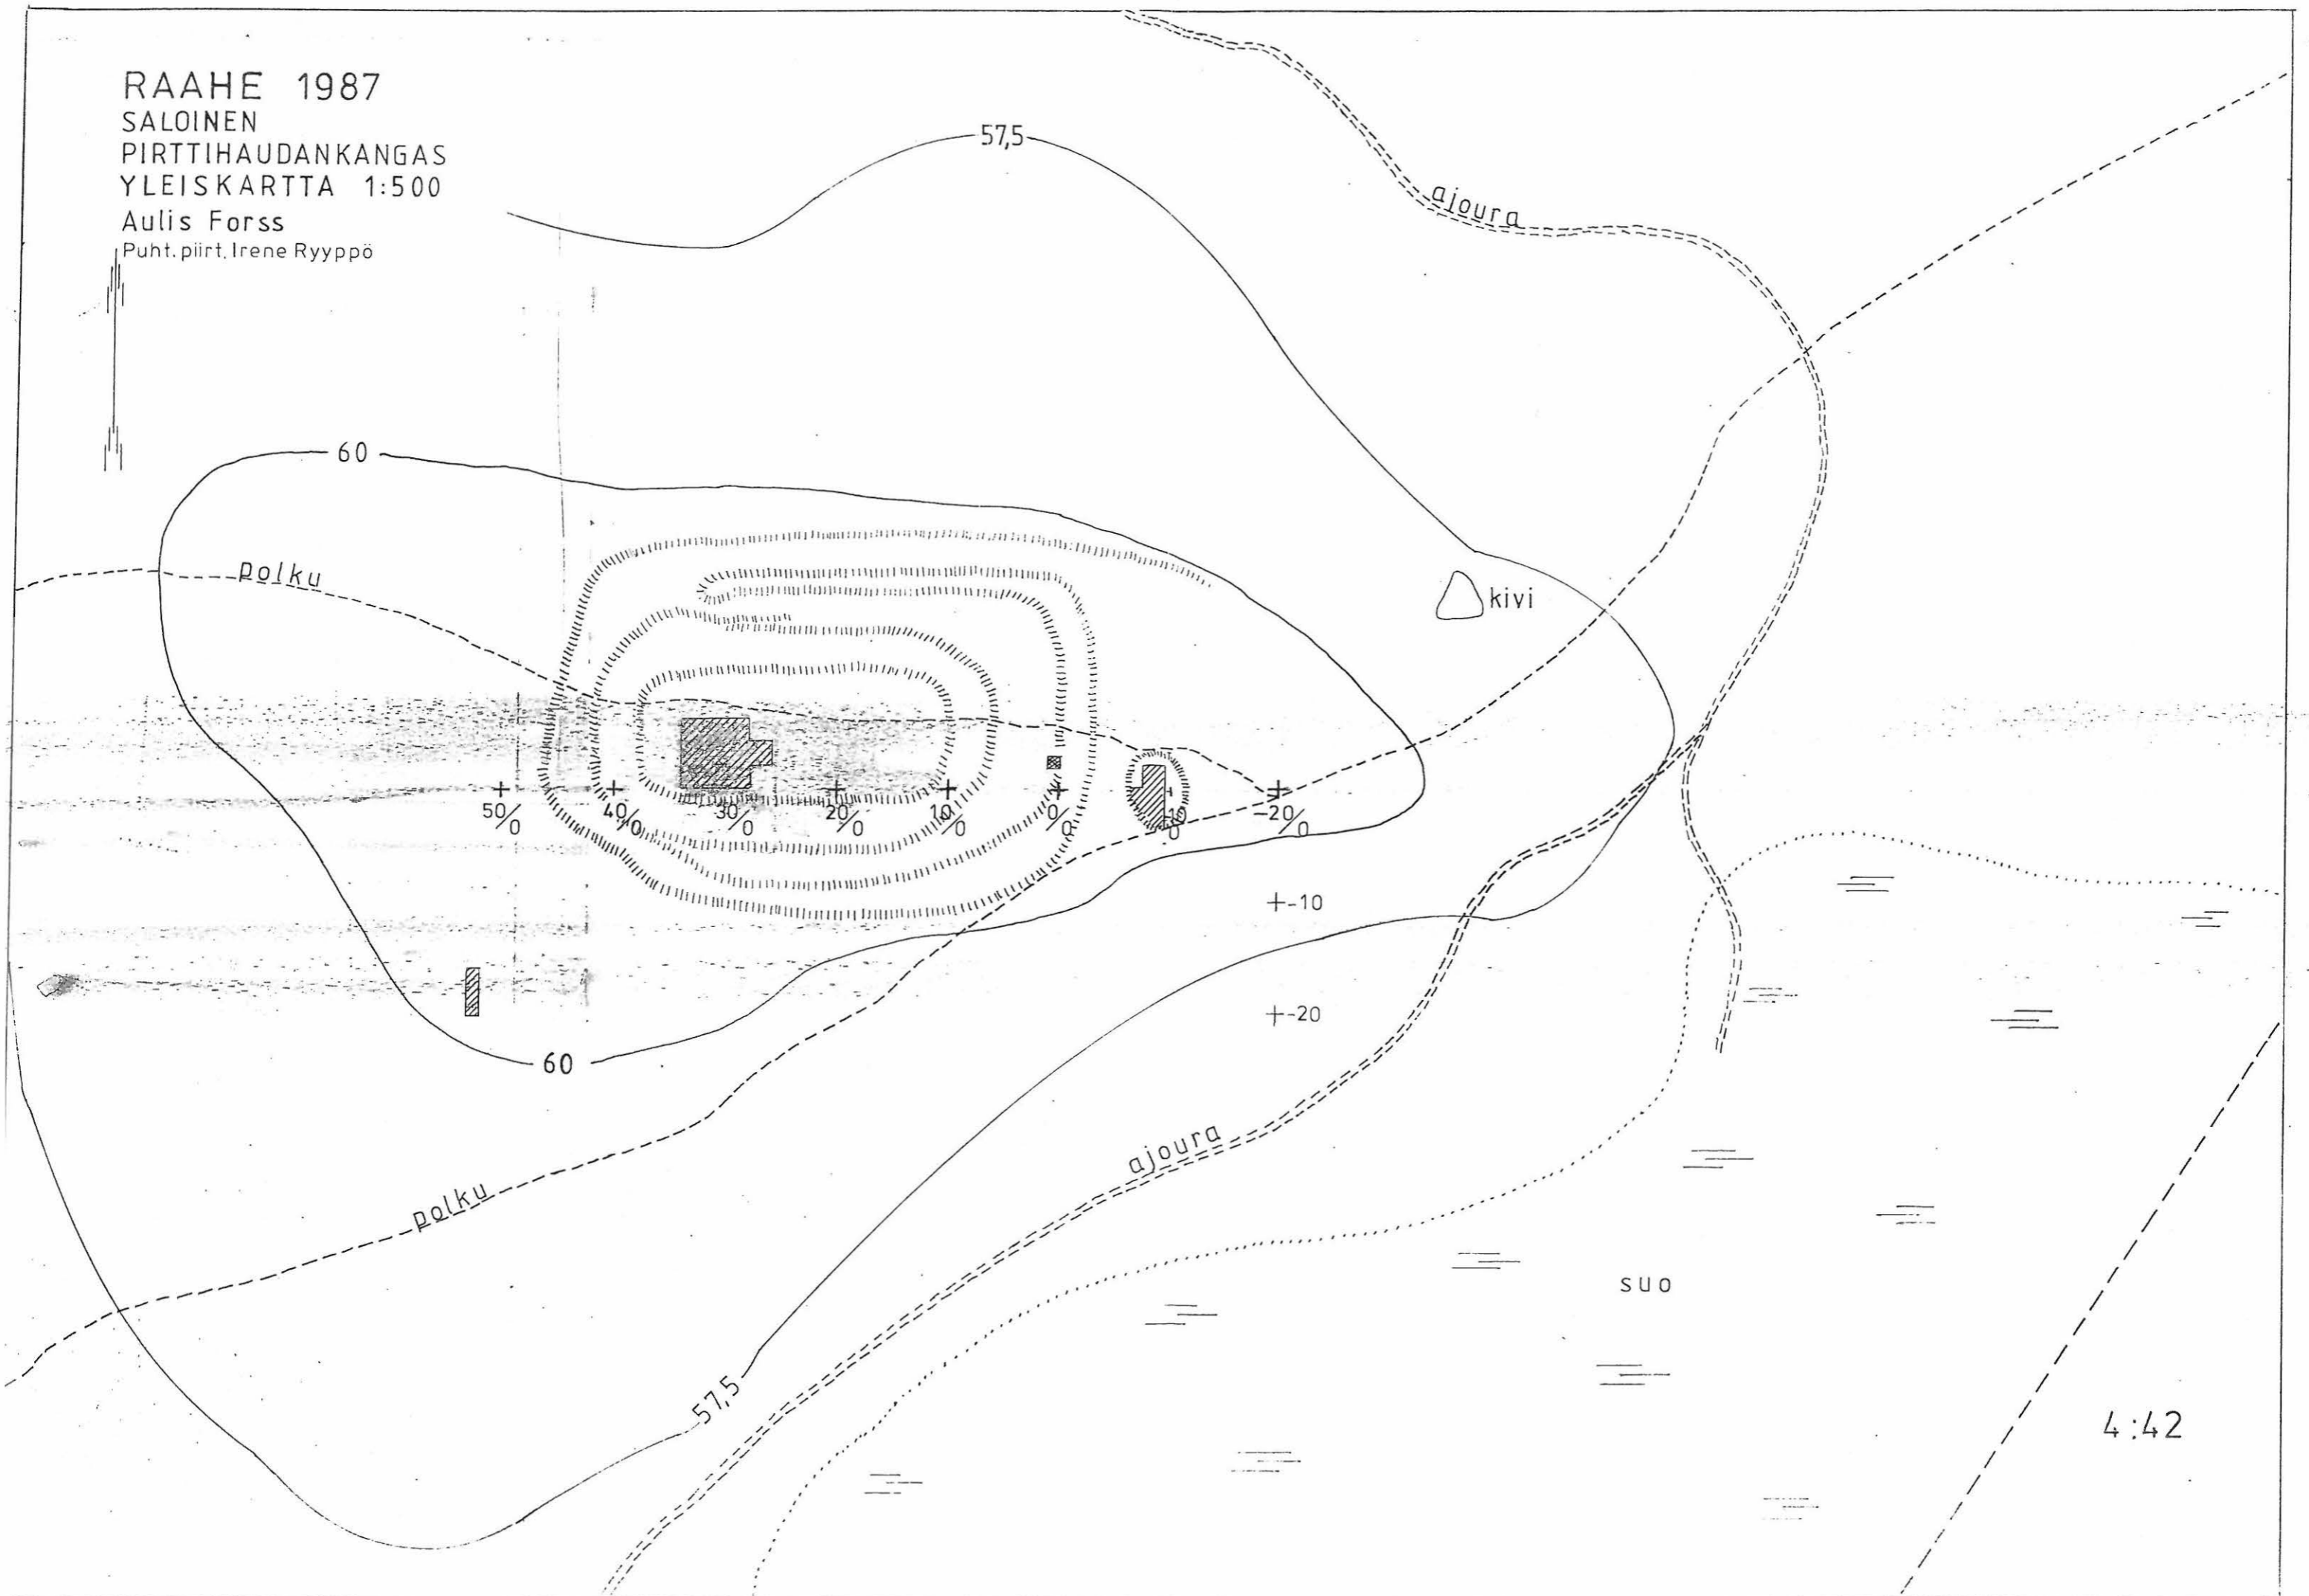 RAAHE 1987
SALOINEN
PIRTTIHAUDANKANGAS
YLEISKARTTA 1:500
Aulis Forss
Puht. piirt. Irene Ryyppö
57,5
ajoura
60
polku
kivi
50/0
40/0
30/0
20/0
10/0
0/0
-10/0
-20/0
-10
-20
60
ajoura
polku
suo
57,5
4:42